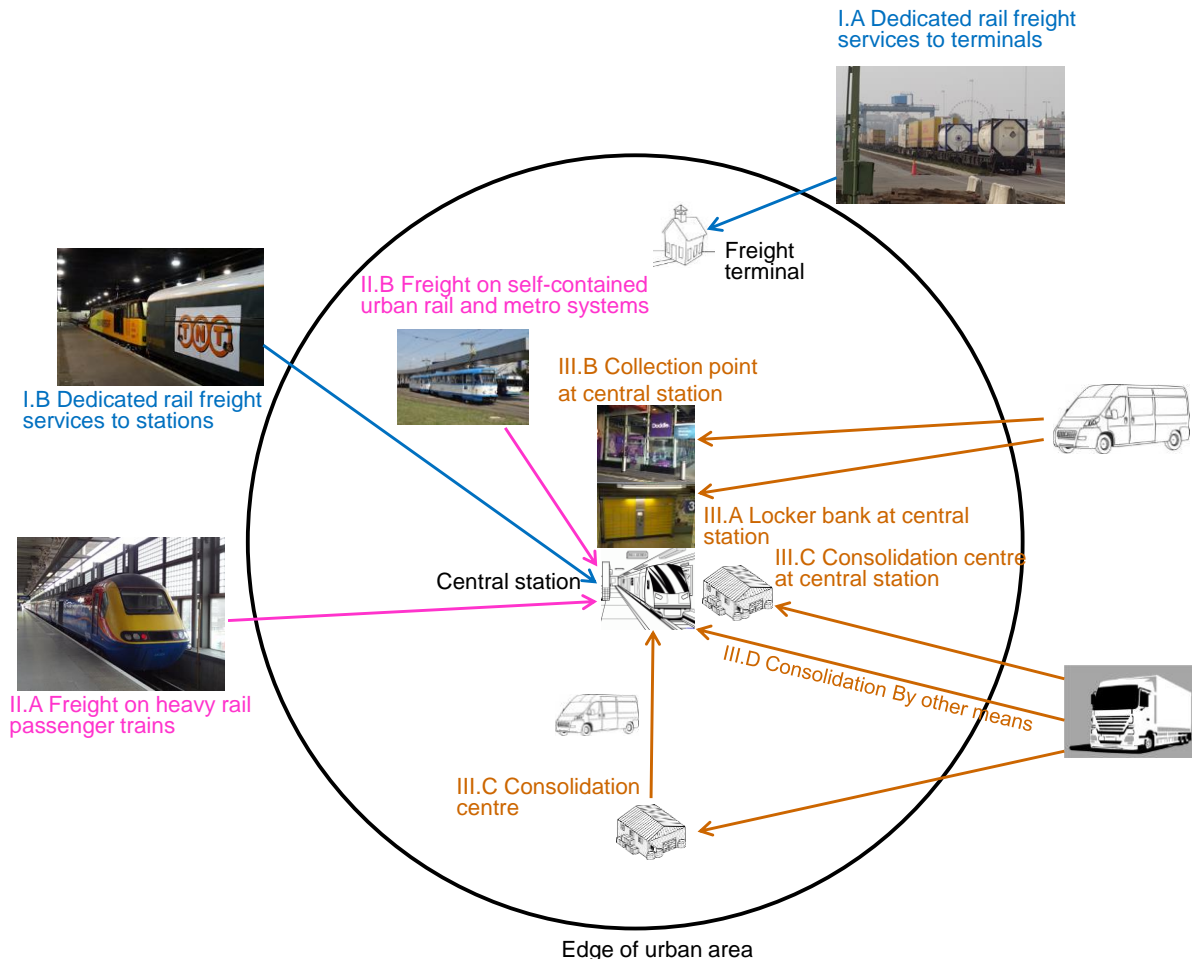 I.A Dedicated rail freight
services to terminals
Freight
terminal
II.B Freight on self-contained
urban rail and metro systems
TNT
III.B Collection point
at central station
I.B Dedicated rail freight
services to stations
Doddle
III.A Locker bank at central
station
3
III.C Consolidation centre
at central station
Central station
III.D Consolidation By other means
II.A Freight on heavy rail
passenger trains
III.C Consolidation
centre
Edge of urban area